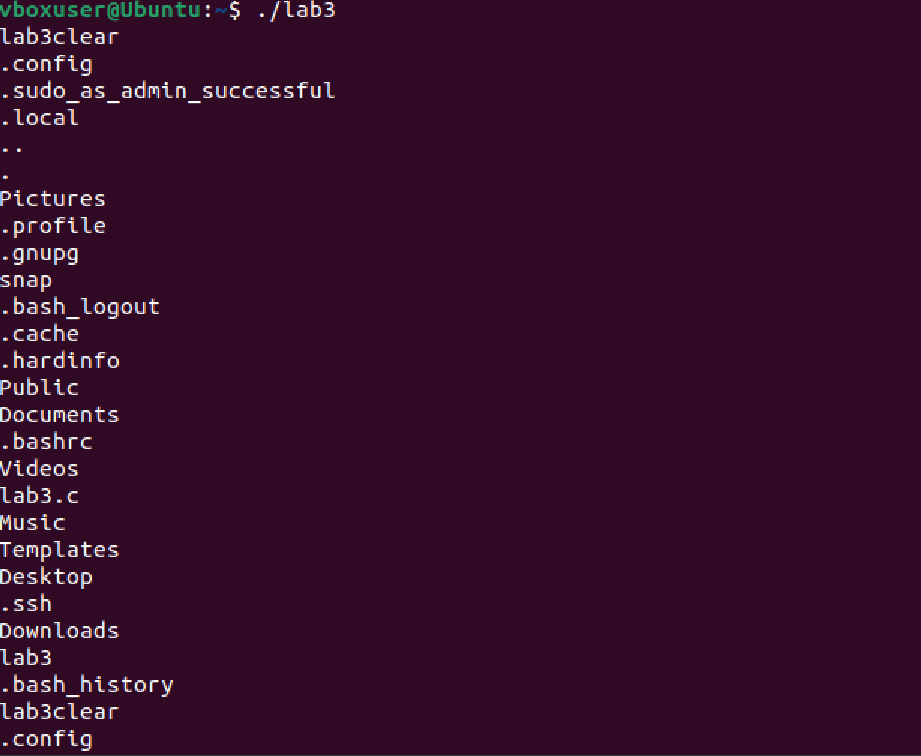 vboxuser@Ubuntu:~$ ./lab3
lab3clear
.config
.sudo_as_admin_successful
.local
..
.
Pictures
.profile
.gnupg
snap
.bash_logout
.cache
.hardinfo
Public
Documents
.bashrc
Videos
lab3.c
Music
Templates
Desktop
.ssh
Downloads
lab3
.bash_history
lab3clear
.config